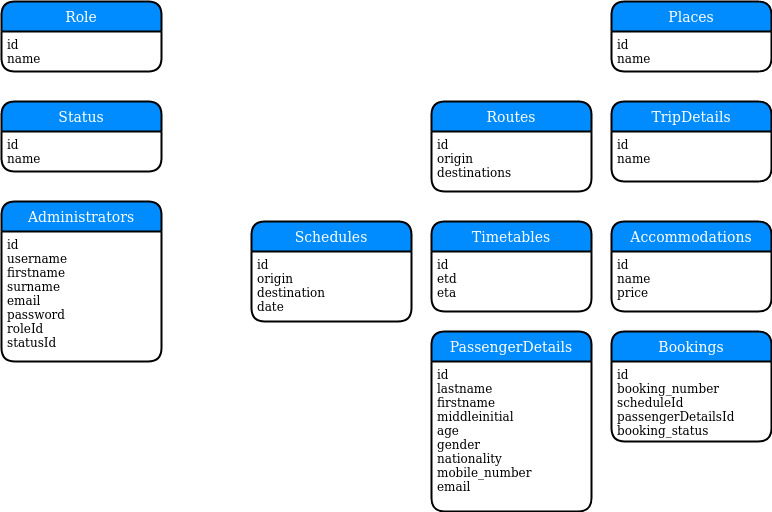 Role
id
name
Places
id
name
Status
id
name
Routes
id
origin
destinations
TripDetails
id
name
Administrators
id
username
firstname
surname
email
password
roleId
statusId
Schedules
id
origin
destination
date
Timetables
id
etd
eta
Accommodations
id
name
price
PassengerDetails
id
lastname
firstname
middleinitial
age
gender
nationality
mobile_number
email
Bookings
id
booking_number
scheduleId
passengerDetailsId
booking_status